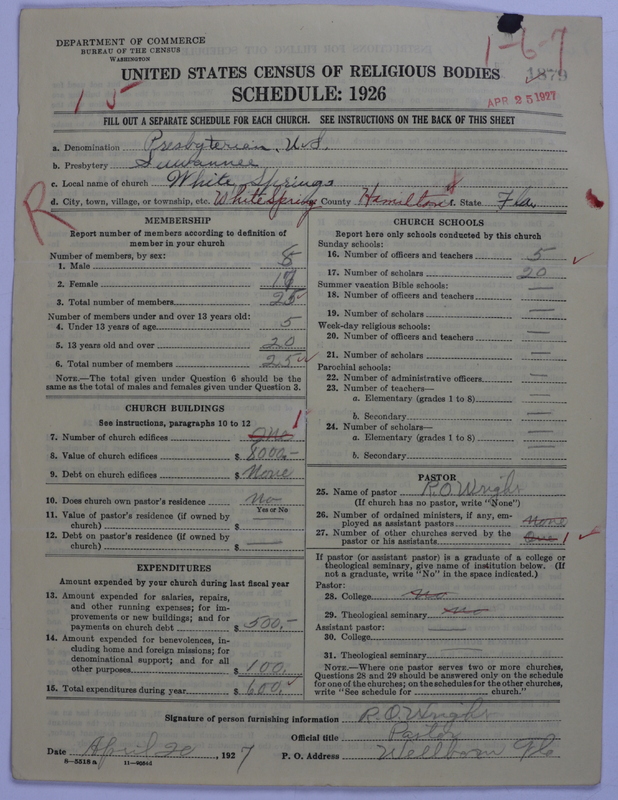 DEPARTMENT OF COMMERCE
BUREAU OF THE CENSUS
WASHINGTON
1-6-7
1879
UNITED STATES CENSUS OF RELIGIOUS BODIES
SCHEDULE: 1926
APR 25 1927
15
FILL OUT A SEPARATE SCHEDULE FOR EACH CHURCH. SEE INSTRUCTIONS ON THE BACK OF THIS SHEET
a. Denomination Presbyterian, U.S.
b. Presbytery Suwannee
c. Local name of church White Springs
d. City, town, village, or township, etc. White Springs County Hamilton f. State Fla
R
MEMBERSHIP
Report number of members according to definition of
member in your church
Number of members, by sex:
1. Male 8
2. Female 17
3. Total number of members 25
Number of members under and over 13 years old:
4. Under 13 years of age 5
5. 13 years old and over 20
6. Total number of members 25
NOTE.—The total given under Question 6 should be the
same as the total of males and females given under Question 3.
CHURCH BUILDINGS
See instructions, paragraphs 10 to 12
7. Number of church edifices One 1
8. Value of church edifices $ 8000.—
9. Debt on church edifices $ None
10. Does church own pastor's residence No
Yes or No
11. Value of pastor's residence (if owned by
church) $ —
12. Debt on pastor's residence (if owned by
church) $ —
EXPENDITURES
Amount expended by your church during last fiscal year
13. Amount expended for salaries, repairs,
and other running expenses; for im-
provements or new buildings; and for
payments on church debt $ 500.—
14. Amount expended for benevolences, in-
cluding home and foreign missions; for
denominational support; and for all
other purposes $ 100.
15. Total expenditures during year $ 600.
CHURCH SCHOOLS
Report here only schools conducted by this church
Sunday schools:
16. Number of officers and teachers 5
17. Number of scholars 20
Summer vacation Bible schools:
18. Number of officers and teachers —
19. Number of scholars —
Week-day religious schools:
20. Number of officers and teachers —
21. Number of scholars —
Parochial schools:
22. Number of administrative officers —
23. Number of teachers—
a. Elementary (grades 1 to 8) —
b. Secondary —
24. Number of scholars—
a. Elementary (grades 1 to 8) —
b. Secondary —
PASTOR
25. Name of pastor R.O. Wright
(If church has no pastor, write "None")
26. Number of ordained ministers, if any, em-
ployed as assistant pastors None
27. Number of other churches served by the
pastor or his assistants One 1
If pastor (or assistant pastor) is a graduate of a college or
theological seminary, give name of institution below. (If
not a graduate, write "No" in the space indicated.)
Pastor:
28. College no
29. Theological seminary no
Assistant pastor:
30. College —
31. Theological seminary —
NOTE.—Where one pastor serves two or more churches,
Questions 28 and 29 should be answered only on the schedule
for one of the churches; on the schedules for the other churches,
write "See schedule for church."
Signature of person furnishing information R.O. Wright
Official title Pastor
Date April 20, 1927 P. O. Address Wellborn Fla
8—5518 a